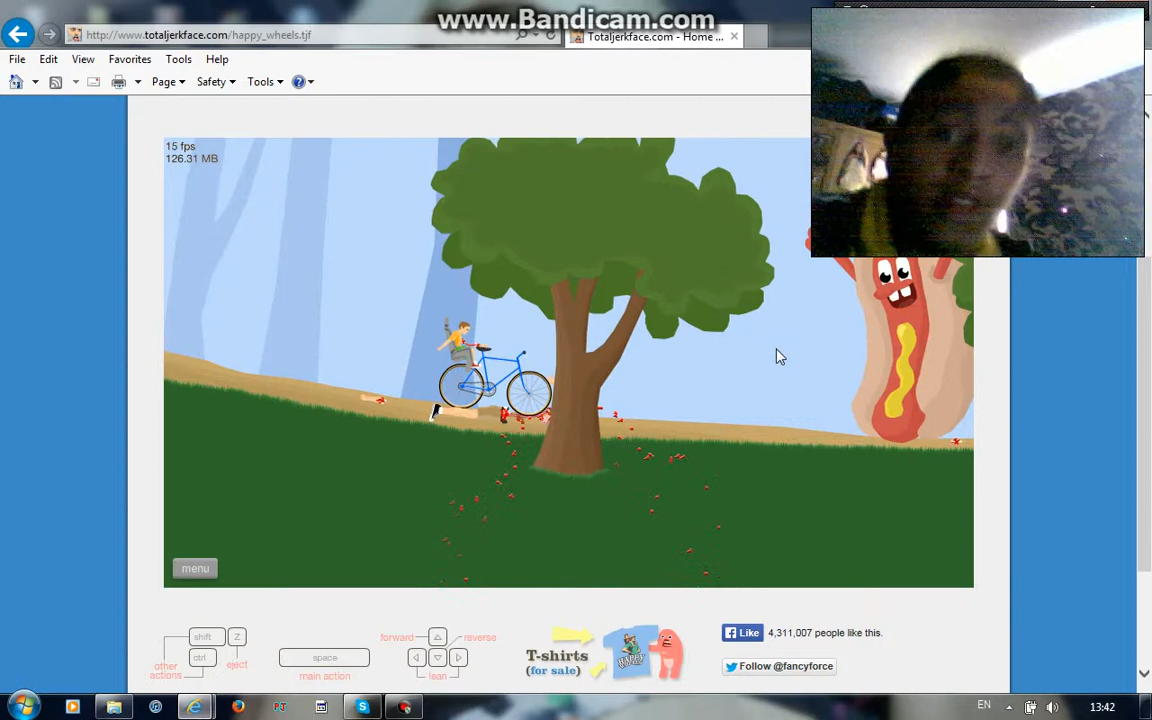 www.Bandicam.com
http://www.totaljerkface.com/happy_wheels.tjf
Totaljerkface.com - Home ...
File Edit View Favorites Tools Help
Page Safety Tools
15 fps
126.31 MB
menu
shift Z
ctrl
other actions
eject
space
main action
forward
reverse
lean
T-shirts
(for sale)
HAPPY
Like
4,311,007 people like this.
Follow @fancyforce
EN
13:42